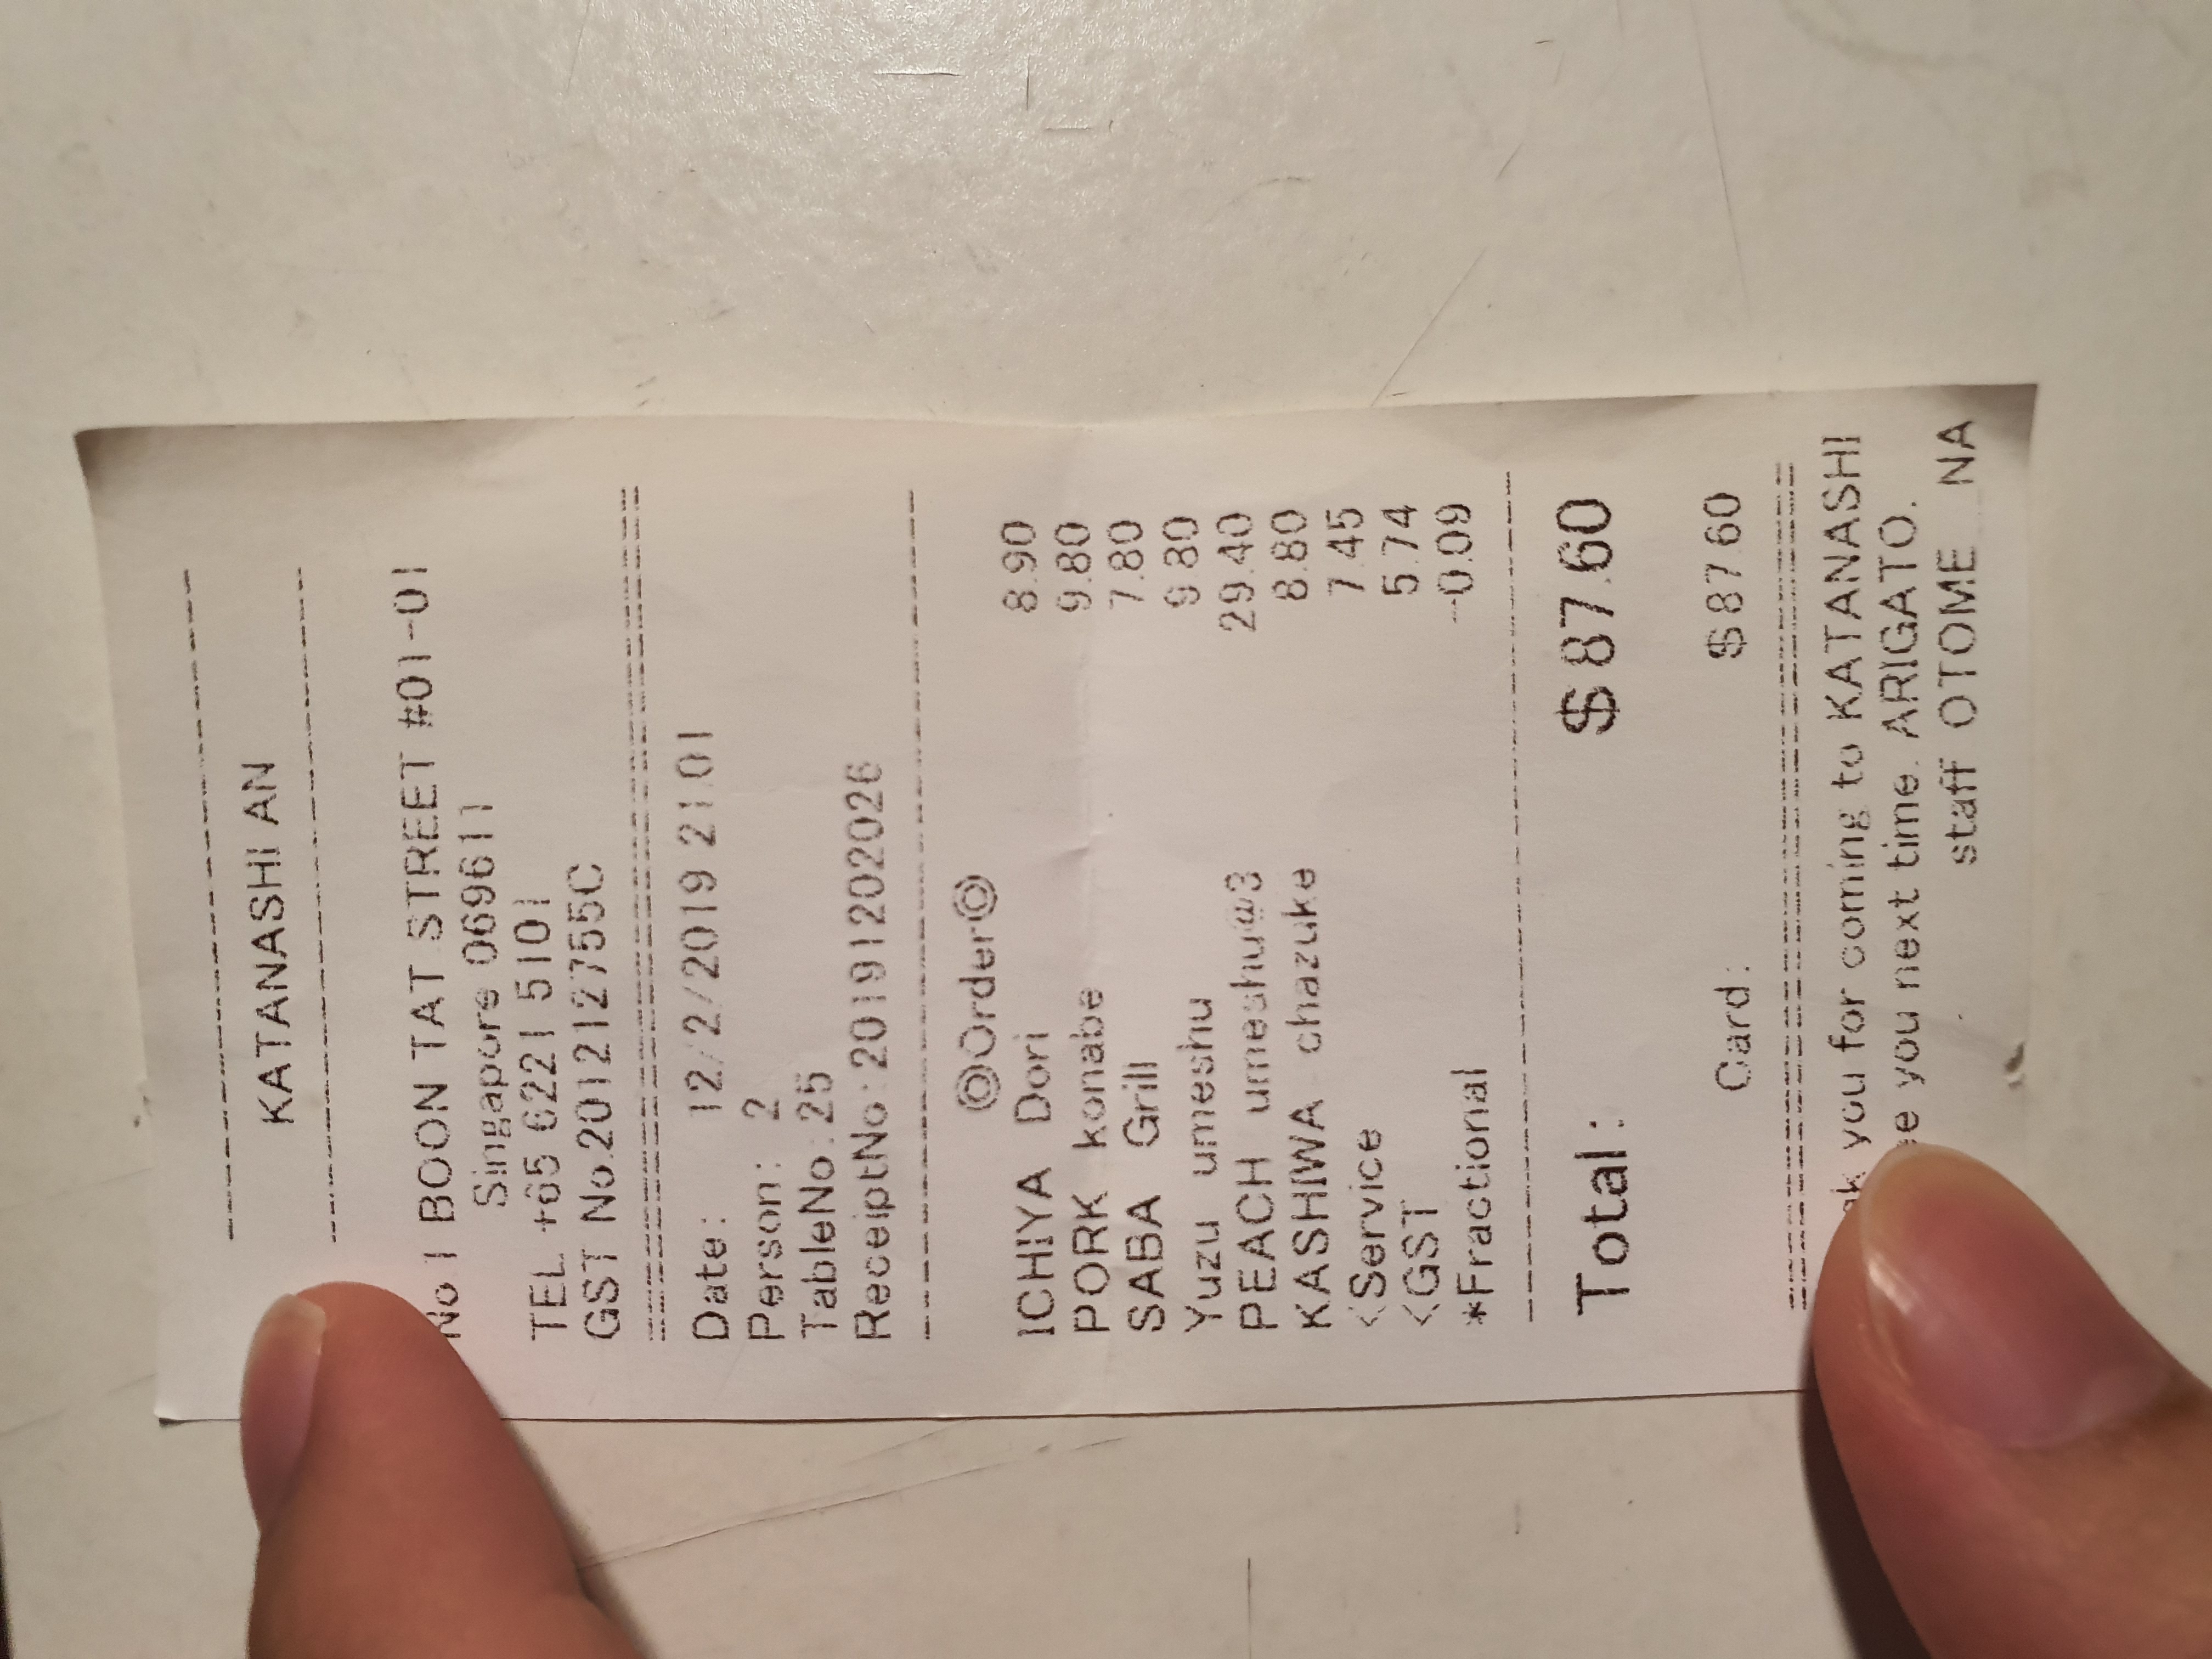 KATANASHI AN
No 1 BOON TAT STREET #01-01
Singapore 069611
TEL +65 6221 5101
GST No.201212755C
Date: 12/2/2019 21:01
Person: 2
TableNo:25
ReceiptNo:20191202026
◎Order◎
ICHIYA Dori 8.90
PORK konabe 9.80
SABA Grill 7.80
Yuzu umeshu 9.80
PEACH umeshu@3 29.40
KASHIWA chazuke 8.80
<Service 7.45
<GST 5.74
*Fractional -0.09
Total: $87.60
Card: $87.60
you for coming to KATANASHI
you next time. ARIGATO.
staff OTOME NA